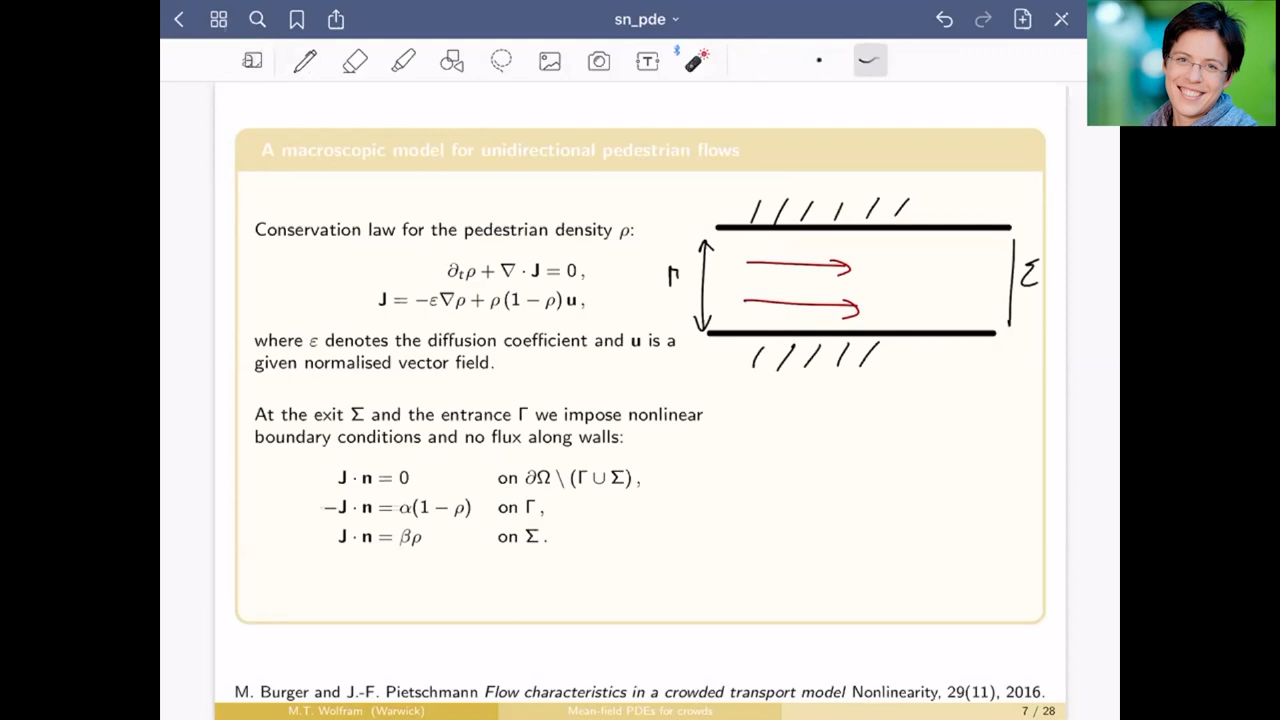 sn_pde
A macroscopic model for unidirectional pedestrian flows
Conservation law for the pedestrian density ρ:
∂ₜρ + ∇ · J = 0 ,
J = −ε∇ρ + ρ (1 − ρ) u ,
where ε denotes the diffusion coefficient and u is a
given normalised vector field.
Γ
Σ
At the exit Σ and the entrance Γ we impose nonlinear
boundary conditions and no flux along walls:
J · n = 0 on ∂Ω \ (Γ ∪ Σ) ,
−J · n = α(1 − ρ) on Γ ,
J · n = βρ on Σ .
M. Burger and J.-F. Pietschmann Flow characteristics in a crowded transport model Nonlinearity, 29(11), 2016.
M.T. Wolfram (Warwick) Mean-field PDEs for crowds 7 / 28